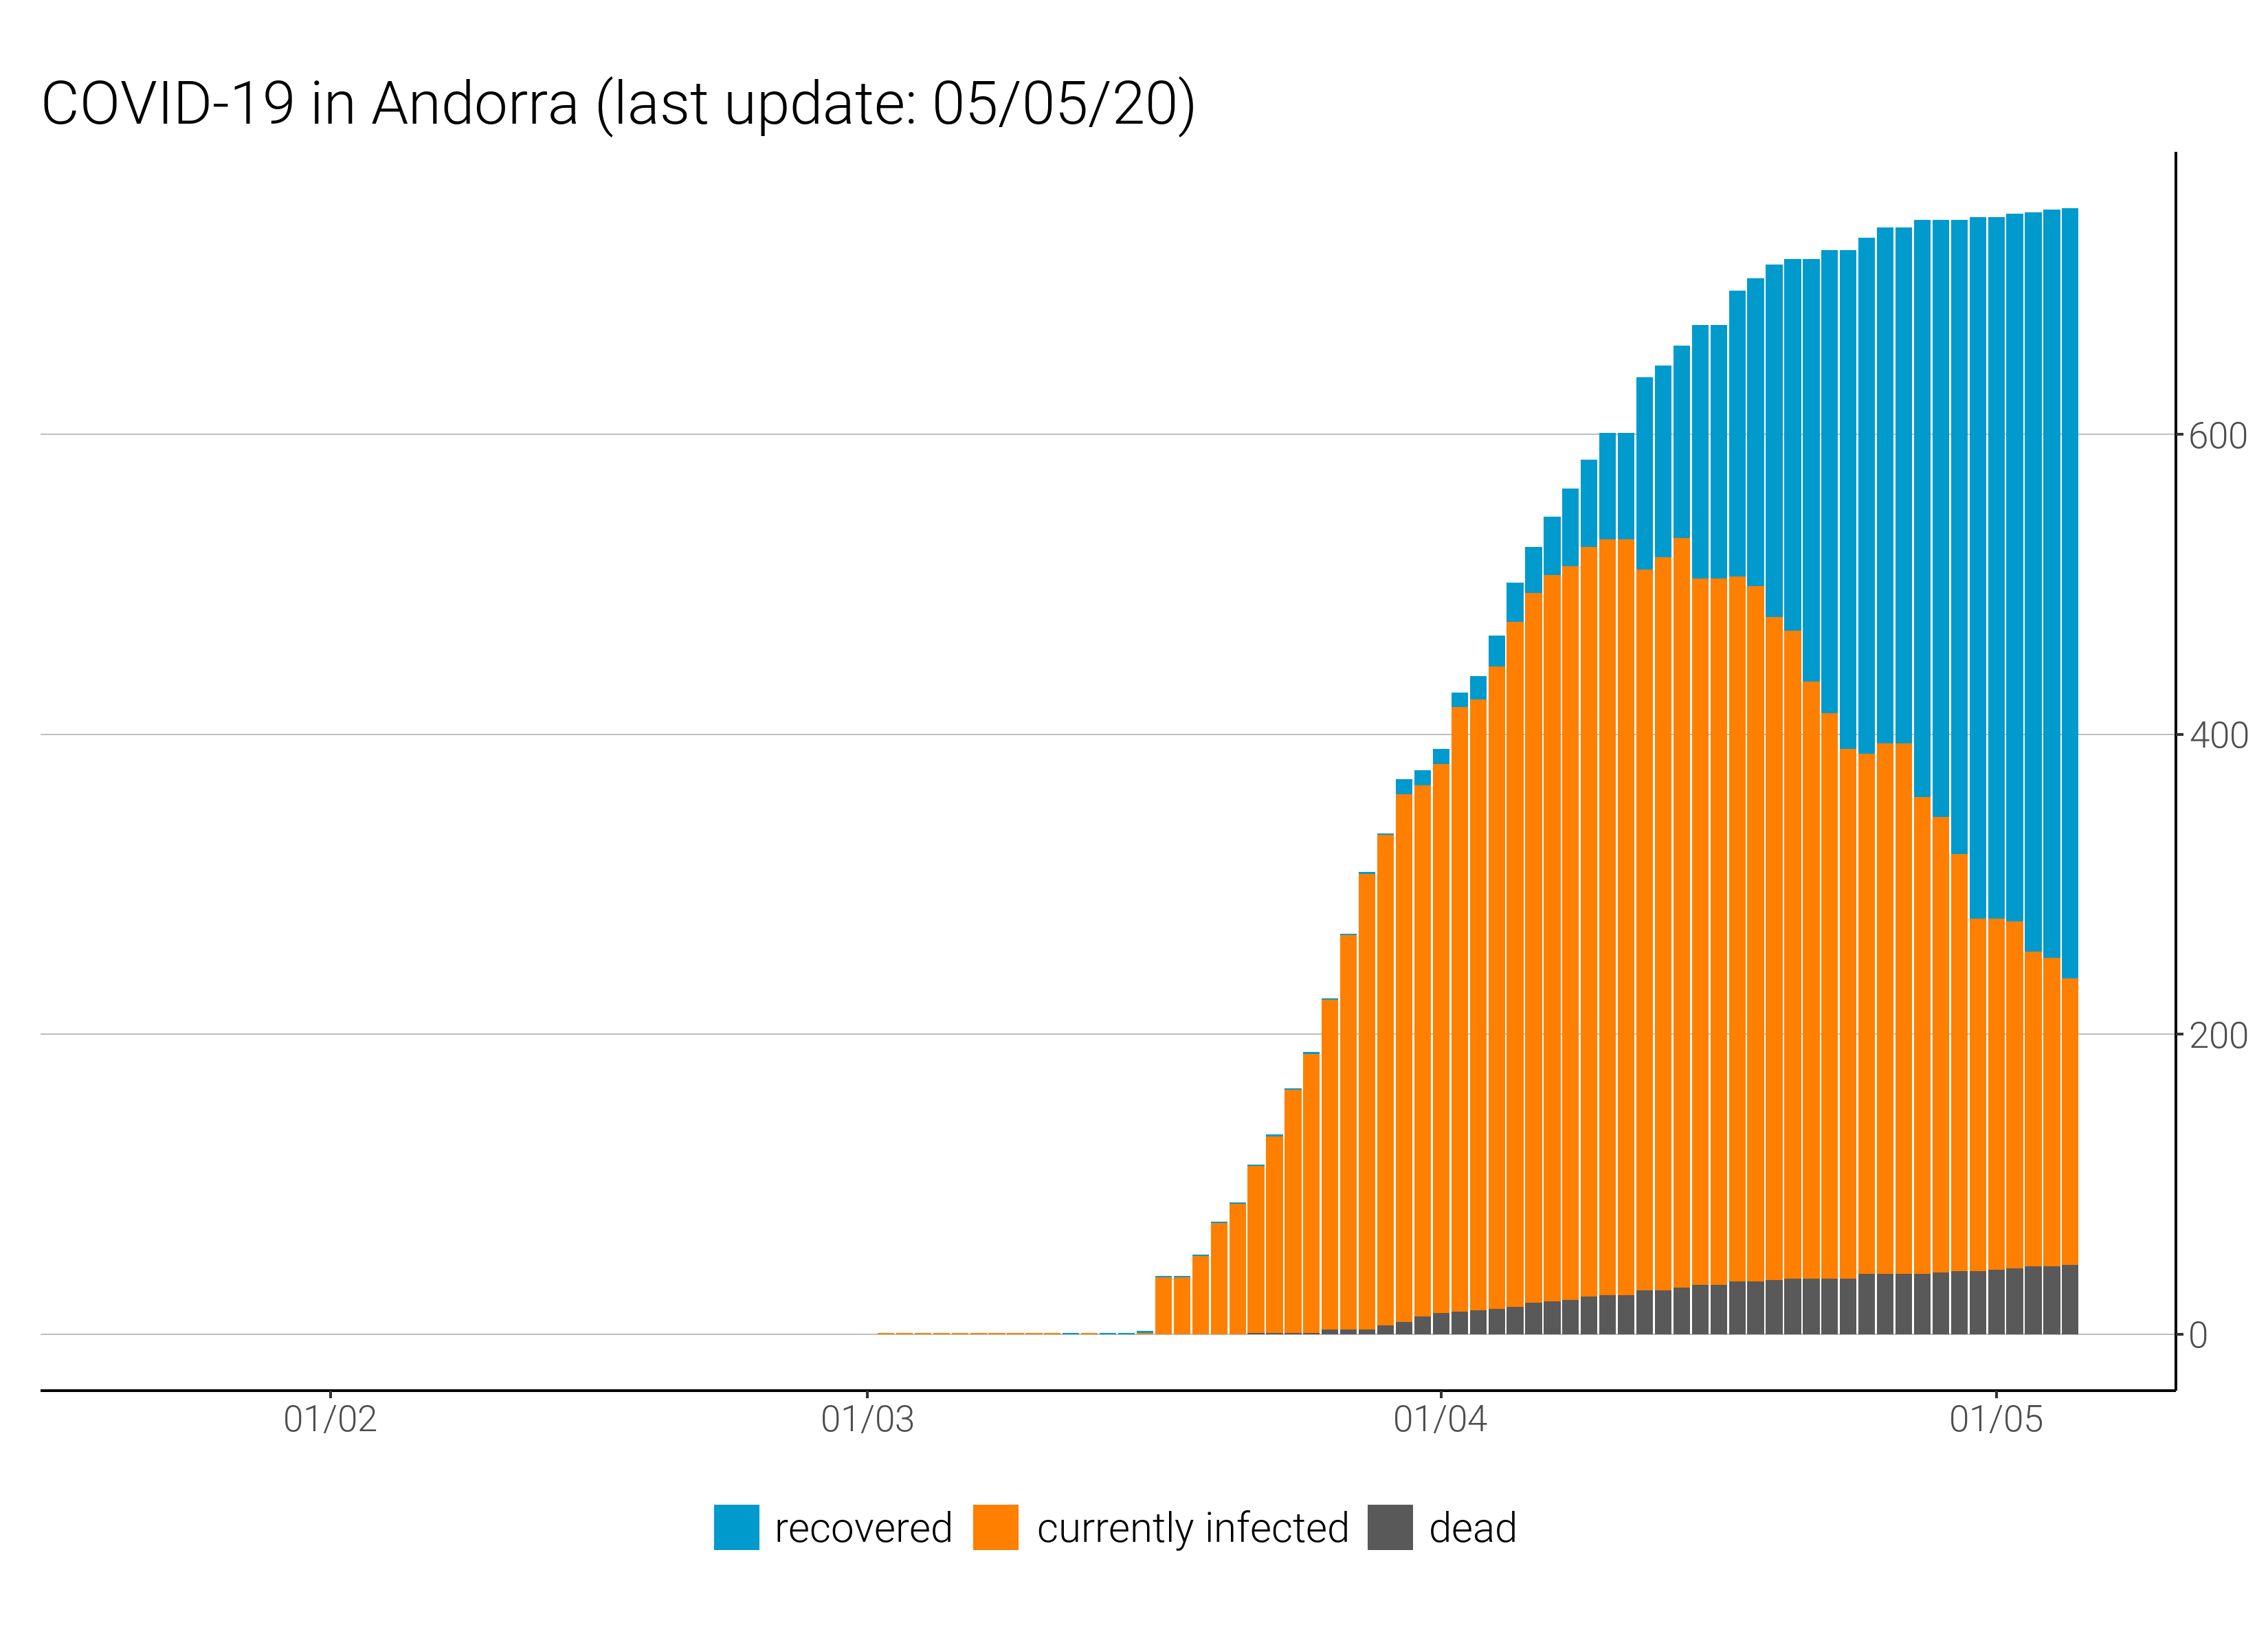 COVID-19 in Andorra (last update: 05/05/20)
600
400
200
0
01/02 01/03 01/04 01/05
recovered currently infected dead